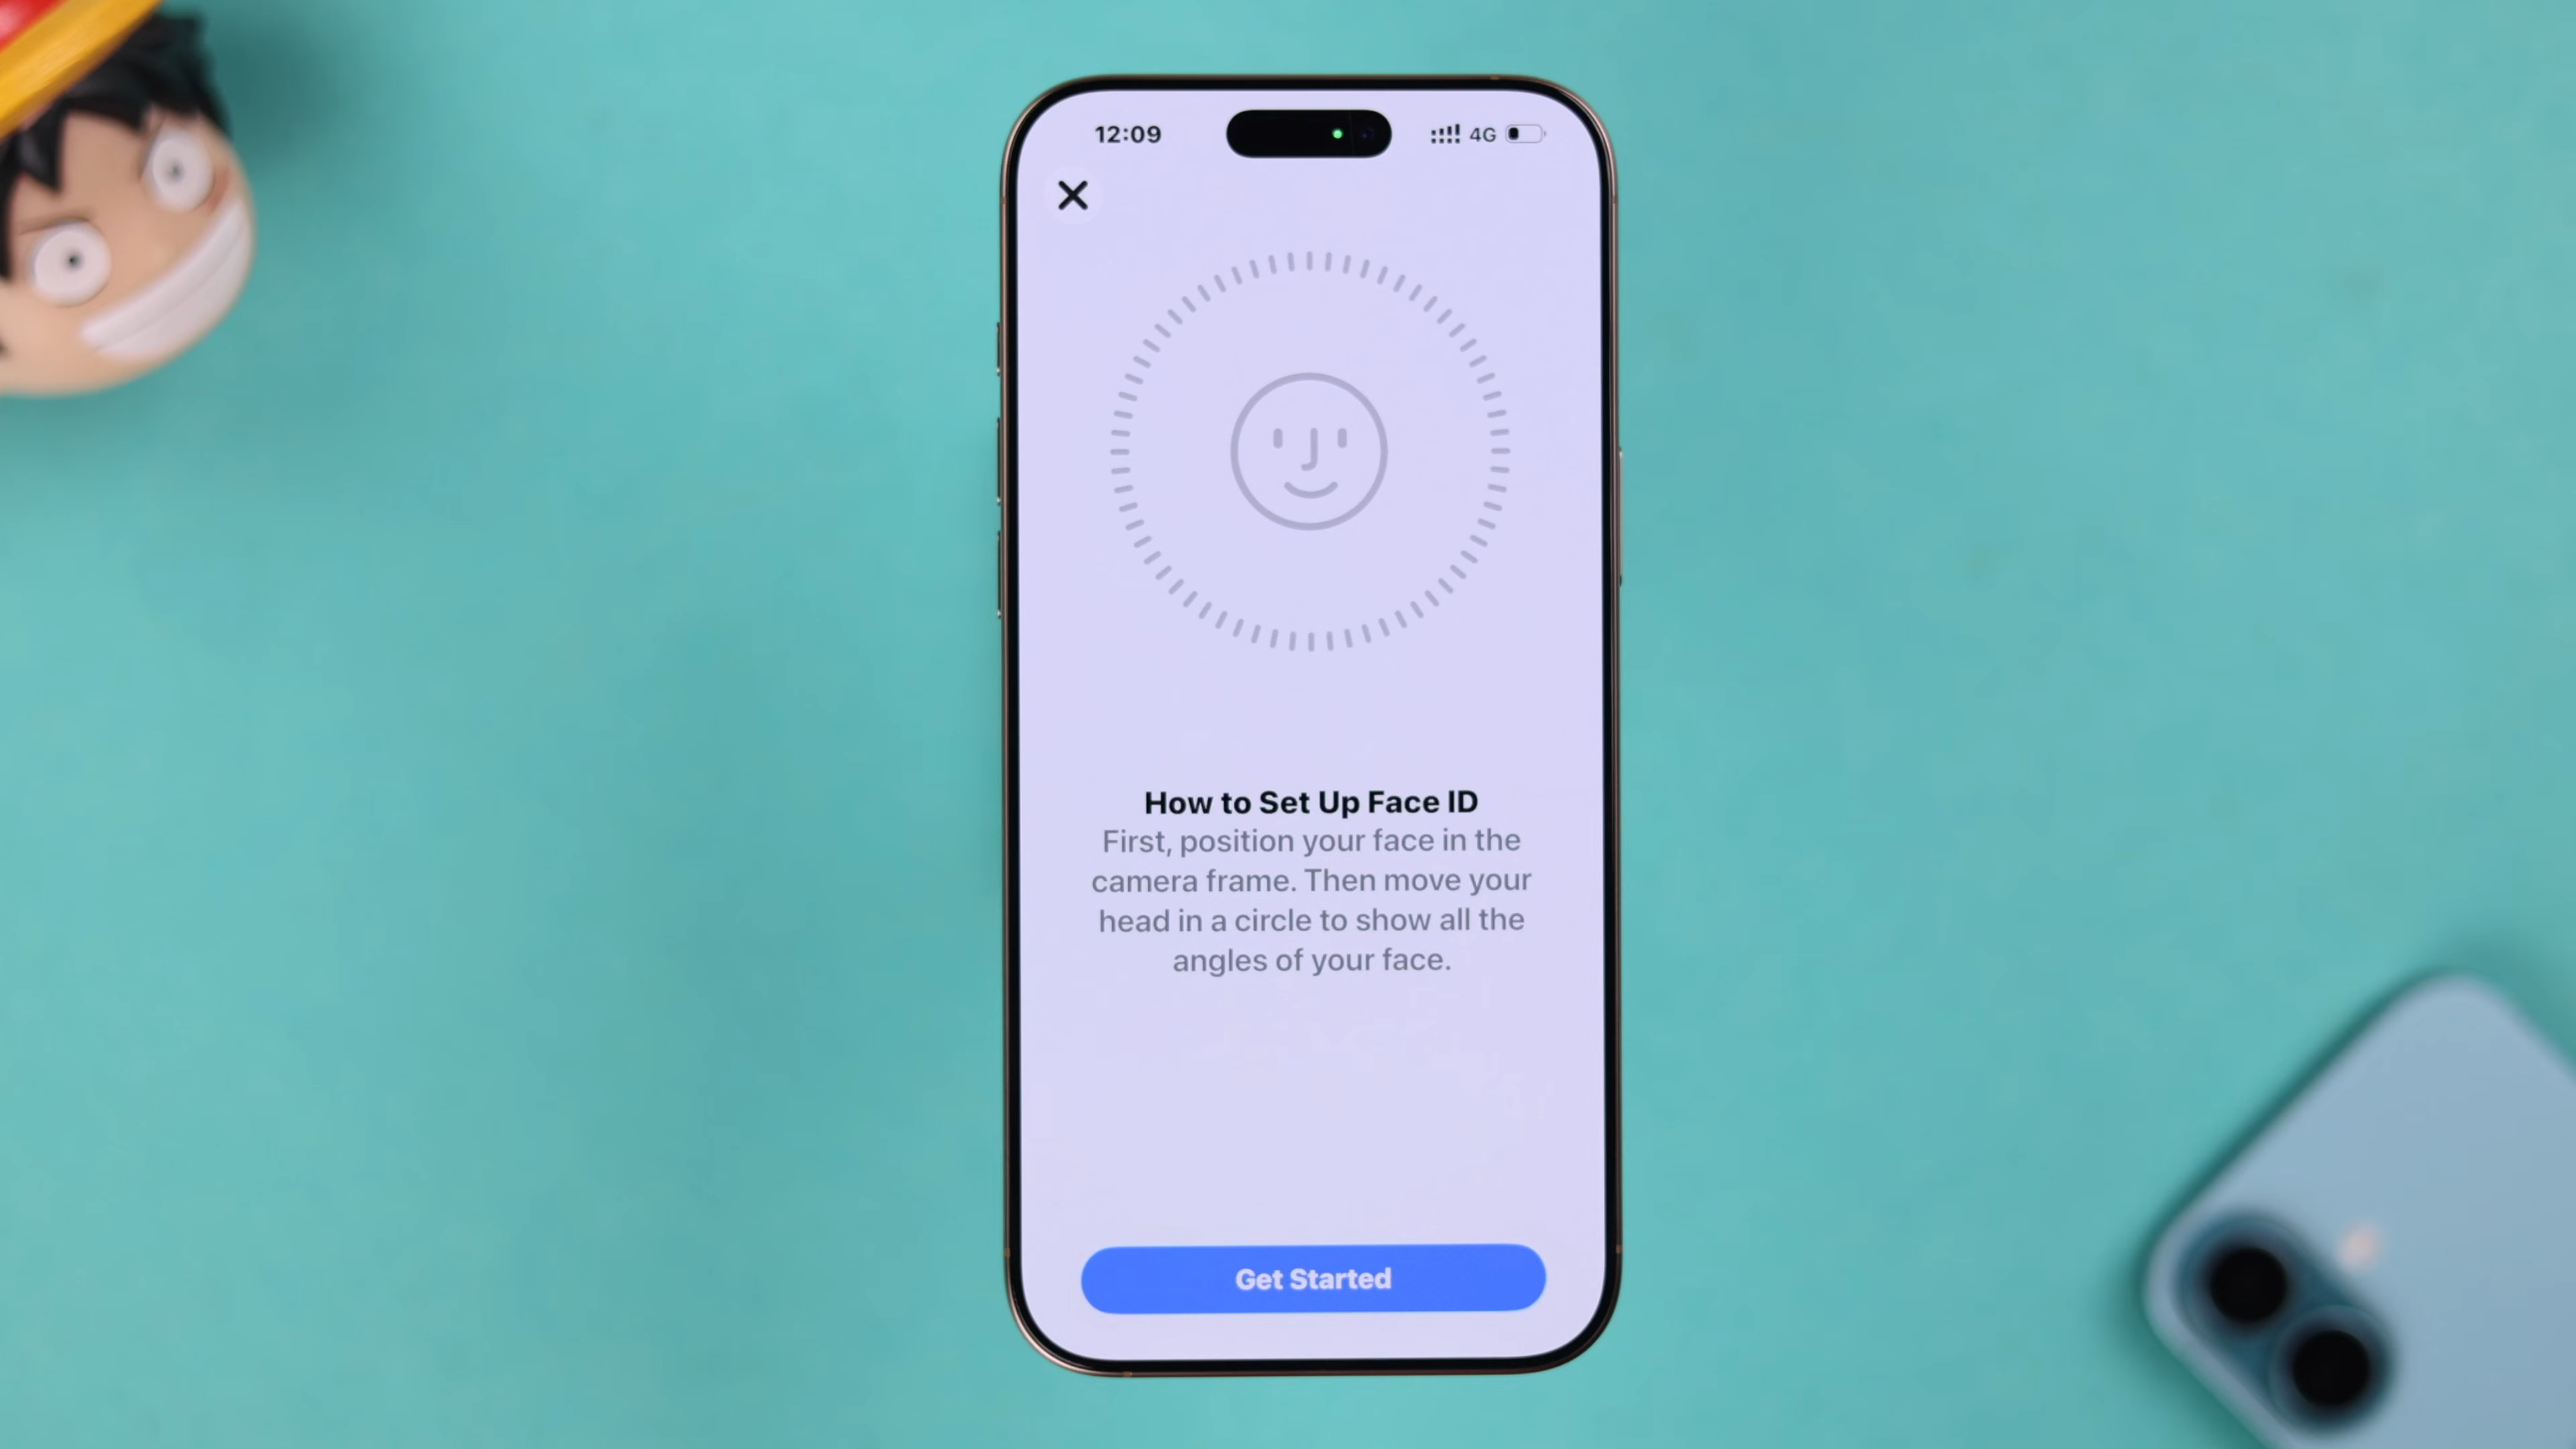 12:09
4G
How to Set Up Face ID
First, position your face in the
camera frame. Then move your
head in a circle to show all the
angles of your face.
Get Started